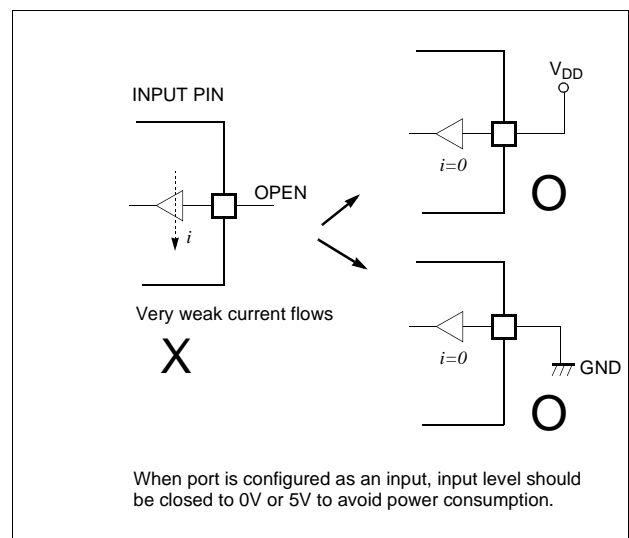 INPUT PIN
OPEN
i
Very weak current flows
X
V_DD
i=0
O
i=0
GND
O
When port is configured as an input, input level should
be closed to 0V or 5V to avoid power consumption.